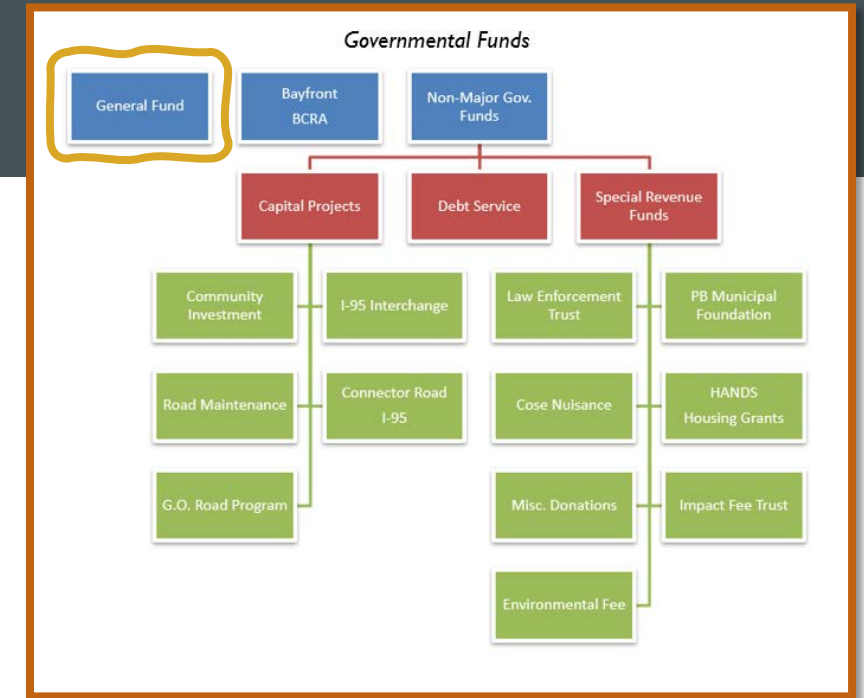 Governmental Funds
General Fund
Bayfront
BCRA
Non-Major Gov.
Funds
Capital Projects
Debt Service
Special Revenue
Funds
Community
Investment
I-95 Interchange
Law Enforcement
Trust
PB Municipal
Foundation
Road Maintenance
Connector Road
I-95
Cose Nuisance
HANDS
Housing Grants
G.O. Road Program
Misc. Donations
Impact Fee Trust
Environmental Fee